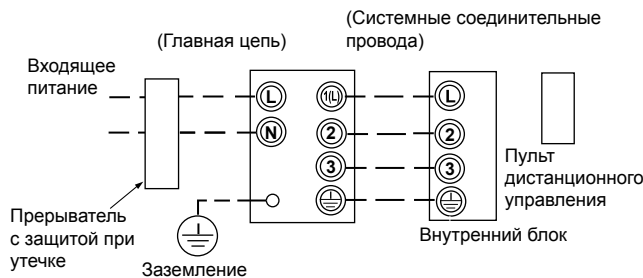 (Системные соединительные
провода)
(Главная цепь)
Входящее
питание
L
1(L)
L
N
2
2
3
3
Пульт
дистанционного
управления
Прерыватель
с защитой при
утечке
Заземление
Внутренний блок